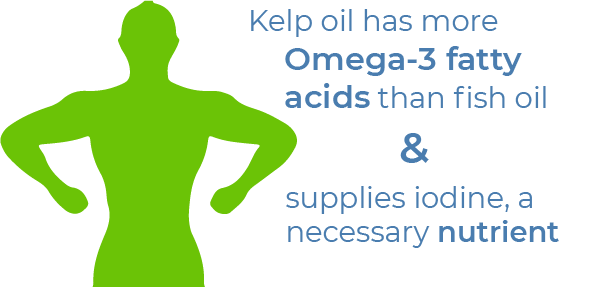 Kelp oil has more
Omega-3 fatty
acids than fish oil
&
supplies iodine, a
necessary nutrient